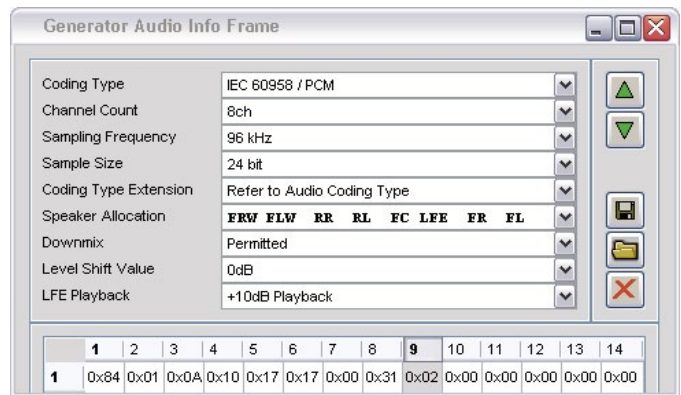 Generator Audio Info Frame
Coding Type IEC 60958 / PCM
Channel Count 8ch
Sampling Frequency 96 kHz
Sample Size 24 bit
Coding Type Extension Refer to Audio Coding Type
Speaker Allocation FRW FLW RR RL FC LFE FR FL
Downmix Permitted
Level Shift Value 0dB
LFE Playback +10dB Playback
1 2 3 4 5 6 7 8 9 10 11 12 13 14
1 0x84 0x01 0x0A 0x10 0x17 0x17 0x00 0x31 0x02 0x00 0x00 0x00 0x00 0x00